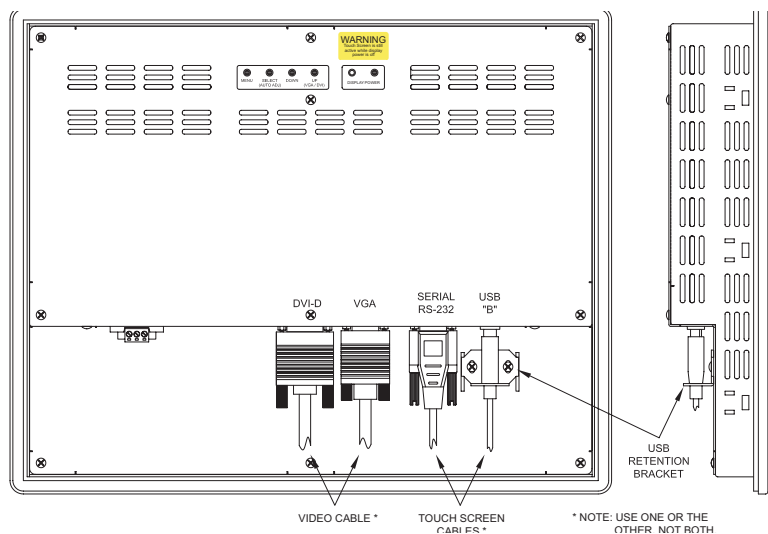 WARNING
Touch Screen is still
active while display
power is off
MENU
SELECT
(AUTO ADJ)
DOWN
UP
(VGA / DVI)
DISPLAY POWER
DVI-D
VGA
SERIAL
RS-232
USB
"B"
USB
RETENTION
BRACKET
VIDEO CABLE *
TOUCH SCREEN
CABLES *
* NOTE: USE ONE OR THE
OTHER, NOT BOTH.